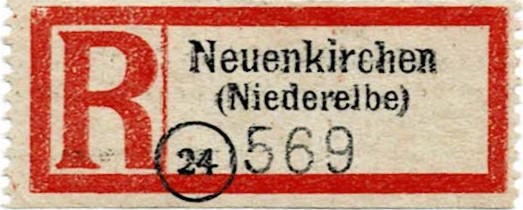 R
Neuenkirchen
(Niederelbe)
24 569